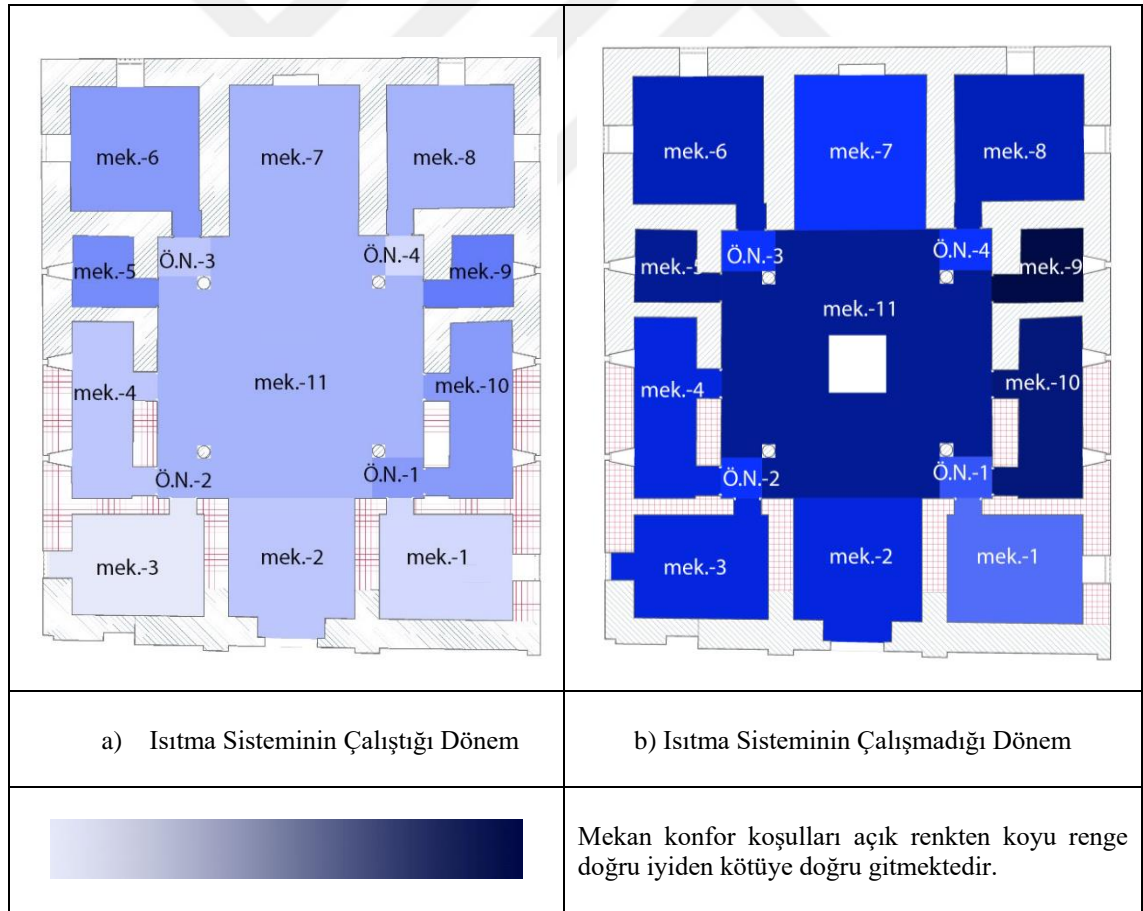 mek.-6
mek.-7
mek.-8
Ö.N.-3
Ö.N.-4
mek.-5
mek.-9
mek.-11
mek.-4
mek.-10
Ö.N.-2
Ö.N.-1
mek.-3
mek.-2
mek.-1
mek.-6
mek.-7
mek.-8
Ö.N.-3
Ö.N.-4
mek.-5
mek.-9
mek.-11
mek.-4
mek.-10
Ö.N.-2
Ö.N.-1
mek.-3
mek.-2
mek.-1
a) Isıtma Sisteminin Çalıştığı Dönem
b) Isıtma Sisteminin Çalışmadığı Dönem
Mekan konfor koşulları açık renkten koyu renge
doğru iyiden kötüye doğru gitmektedir.